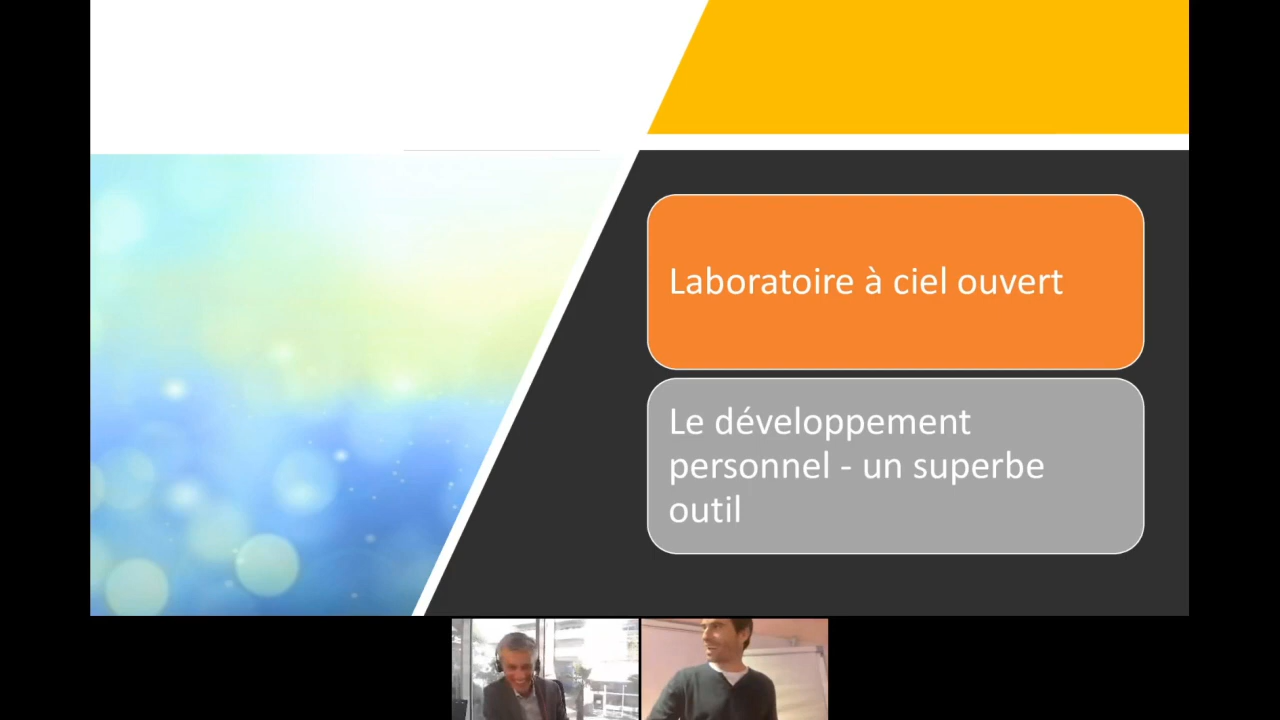 Laboratoire à ciel ouvert
Le développement
personnel - un superbe
outil